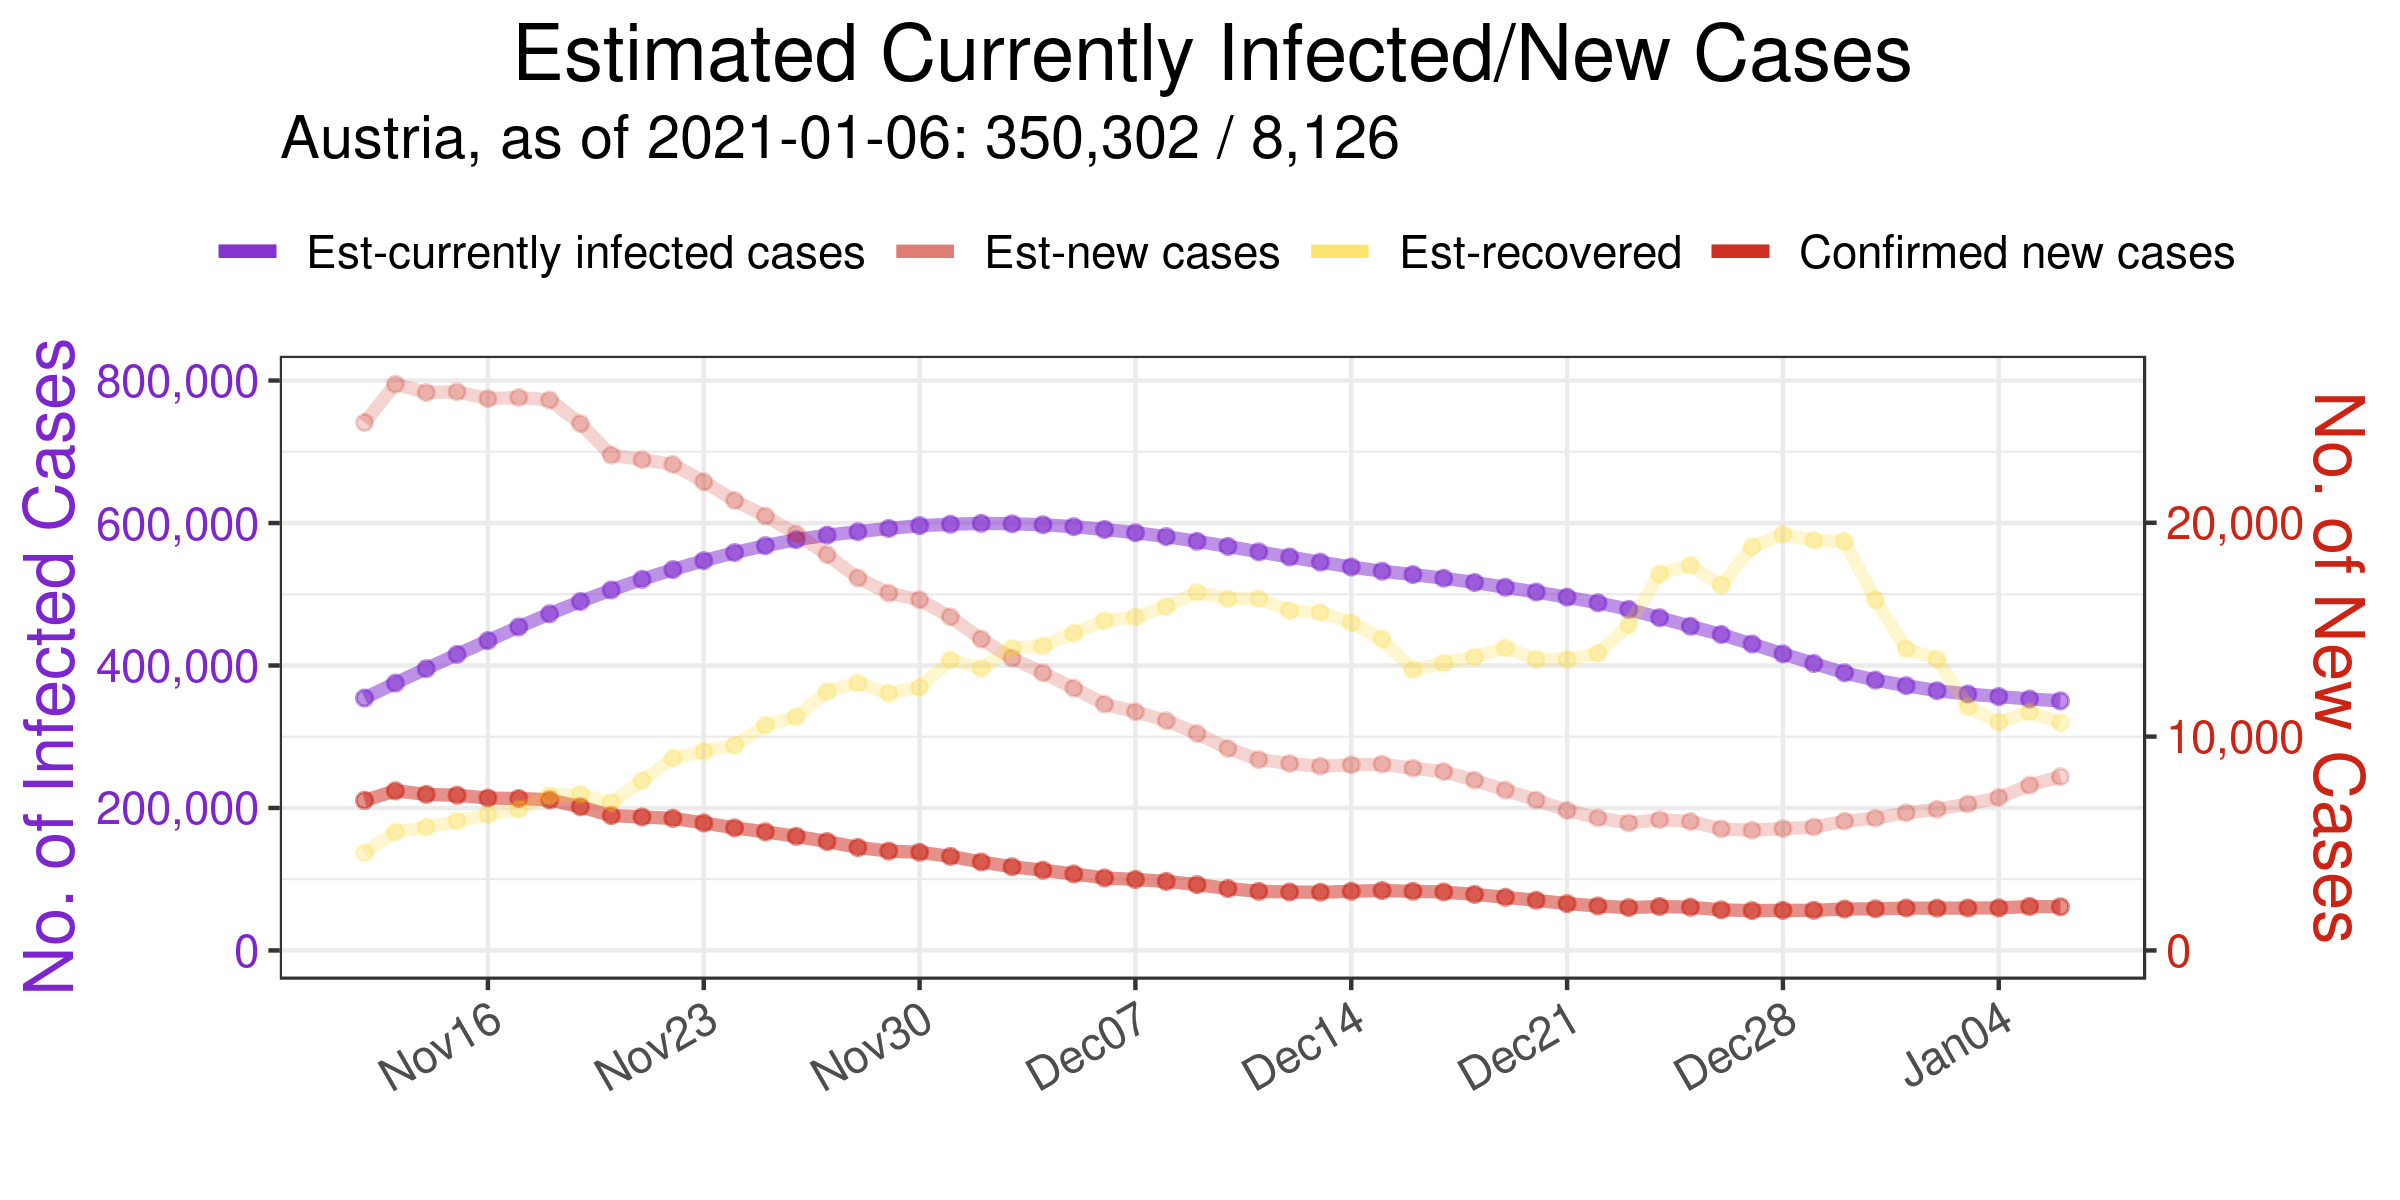 Estimated Currently Infected/New Cases
Austria, as of 2021-01-06: 350,302 / 8,126
Est-currently infected cases Est-new cases Est-recovered Confirmed new cases
No. of Infected Cases
800,000
600,000
400,000
200,000
0
20,000
10,000
0
No. of New Cases
Nov16 Nov23 Nov30 Dec07 Dec14 Dec21 Dec28 Jan04